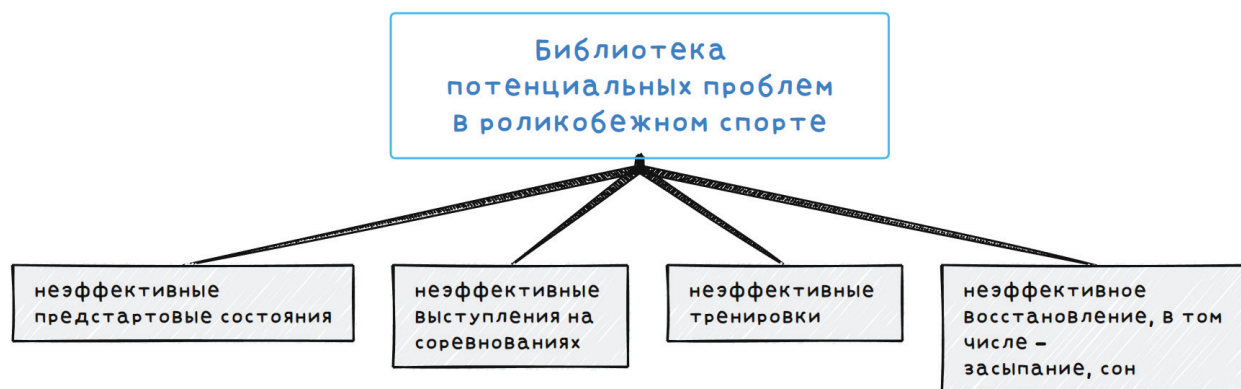 Библиотека
потенциальных проблем
в роликобежном спорте
неэффективные
предстартовые состояния
неэффективные
выступления на
соревнованиях
неэффективные
тренировки
неэффективное
восстановление, в том
числе –
засыпание, сон